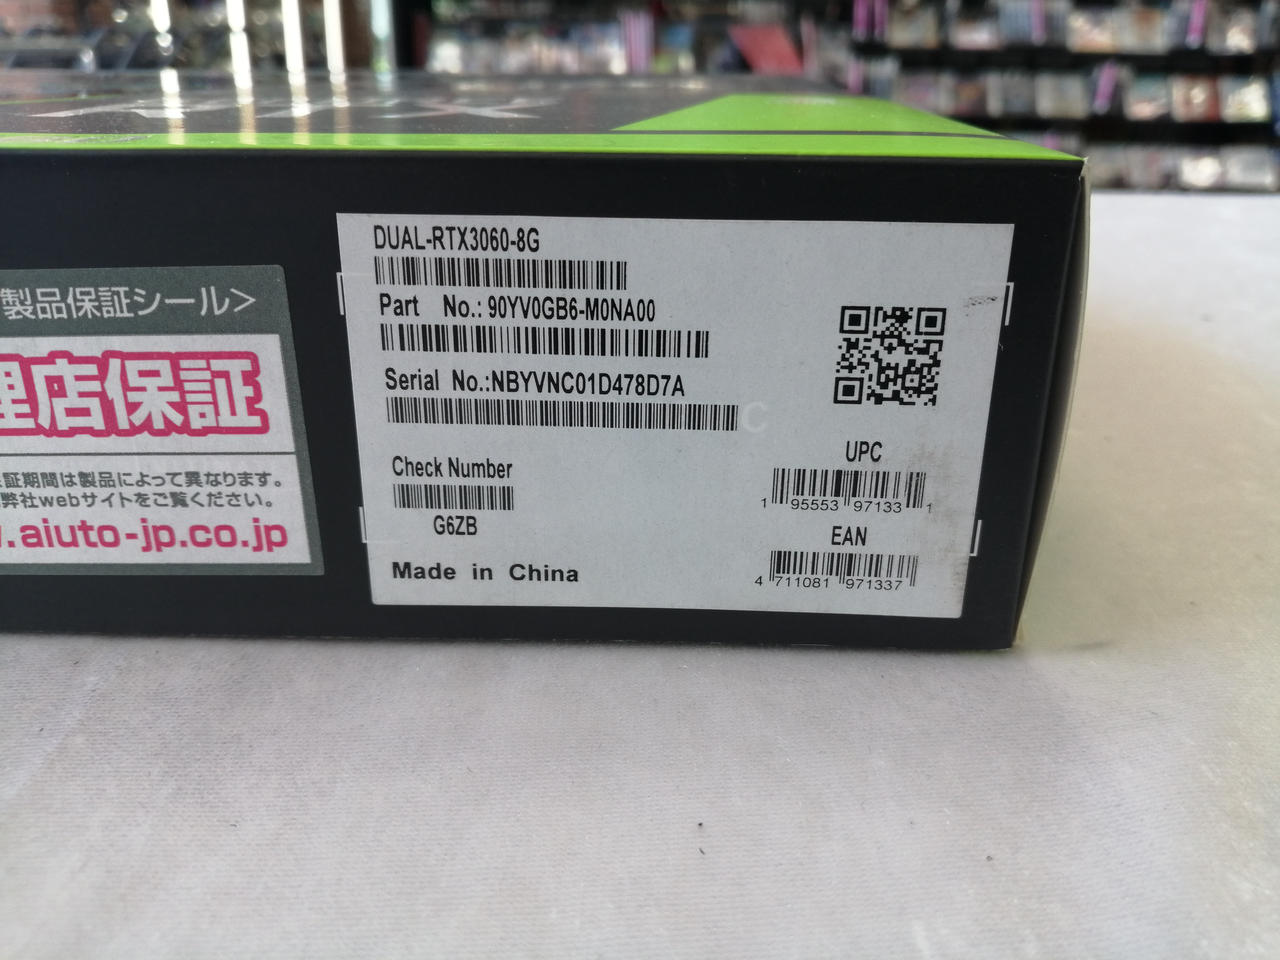 RTX
DUAL-RTX3060-8G
Part No.: 90YV0GB6-M0NA00
Serial No.:NBYVNC01D478D7A
C
Check Number
G6ZB
Made in China
UPC
1 95553 97133 1
EAN
4 711081 971337
製品保証シール>
理店保証
証期間は製品によって異なります。
弊社webサイトをご覧ください。
w.aiuto-jp.co.jp